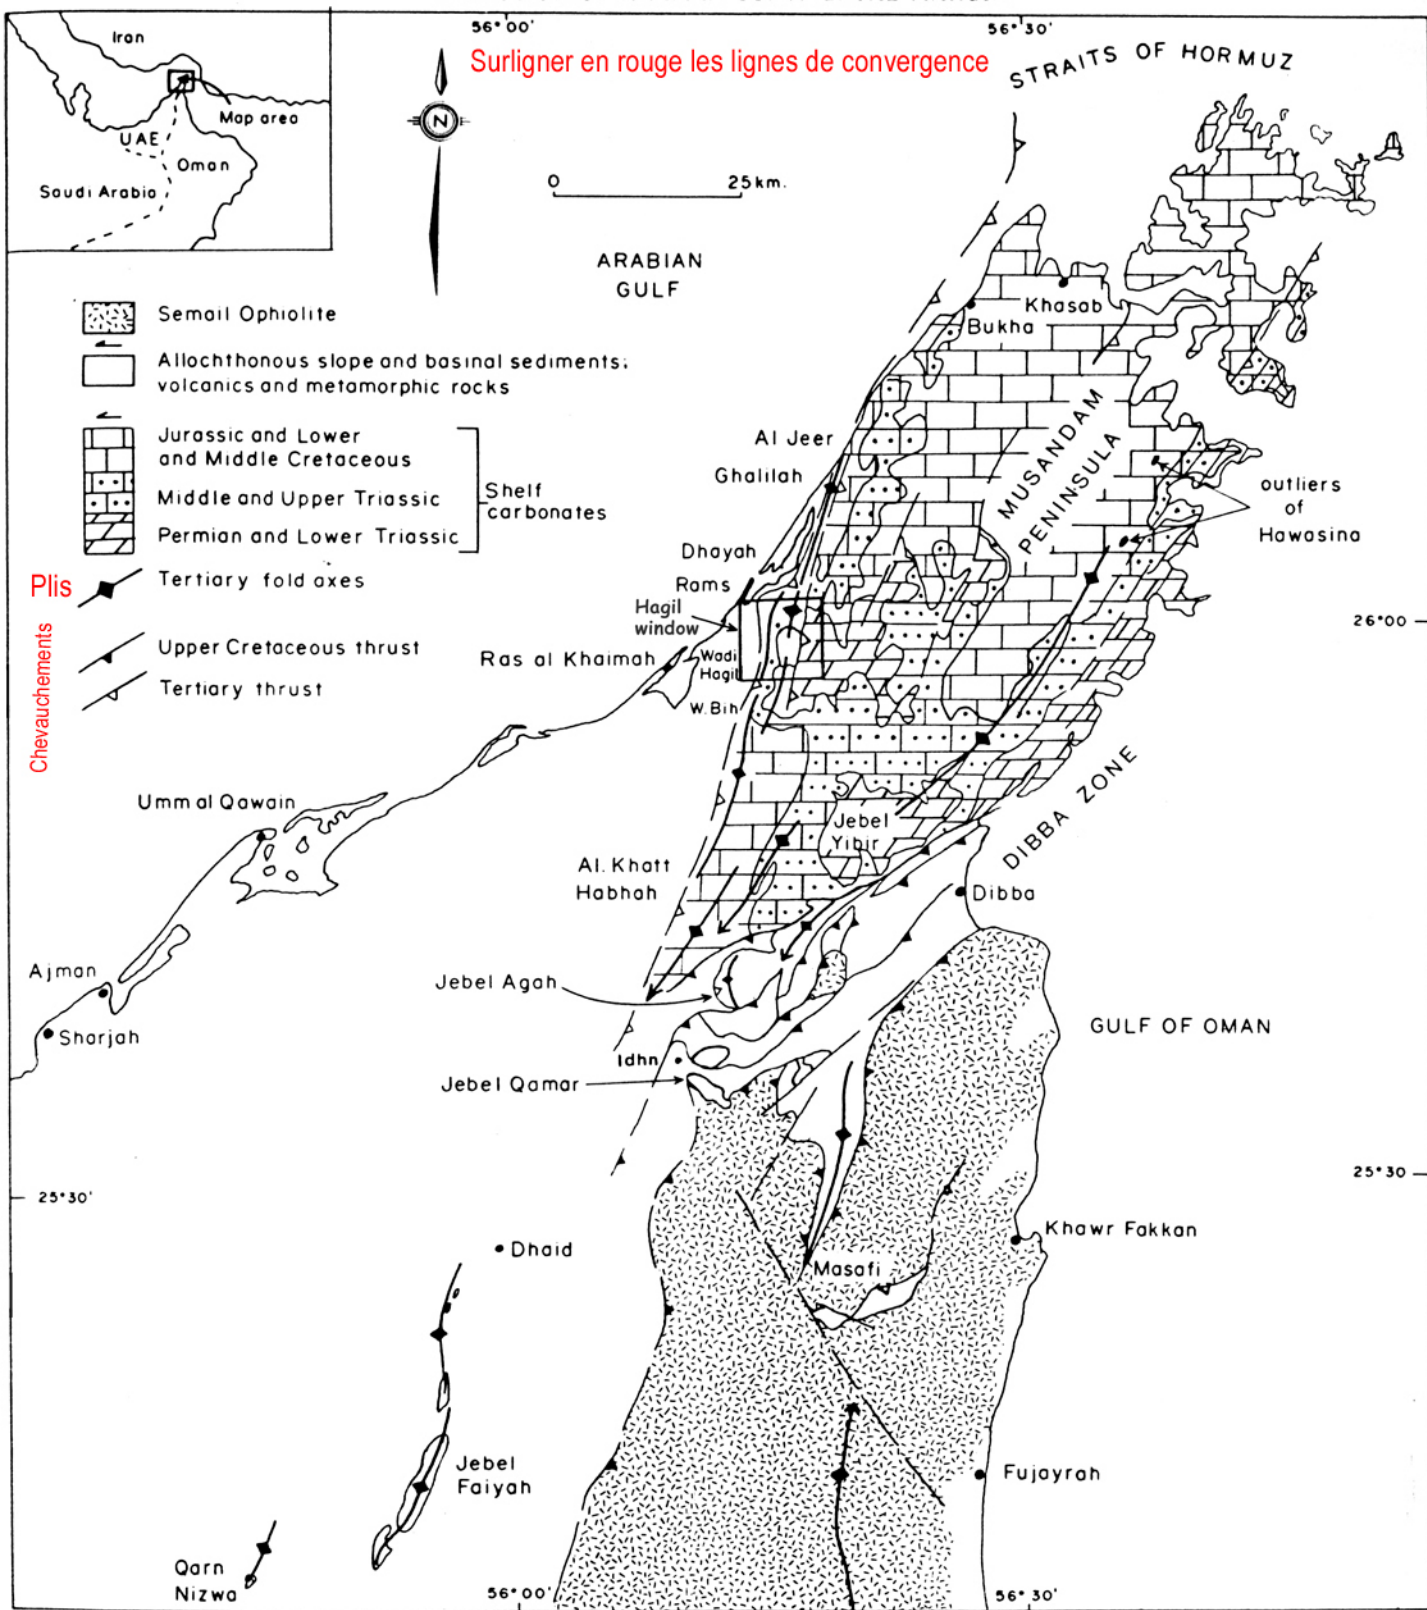 56°00'
56°30'
Iran
Map area
UAE
Oman
Saudi Arabia
N
Surligner en rouge les lignes de convergence
STRAITS OF HORMUZ
0 25 km.
ARABIAN
GULF
Semail Ophiolite
Allochthonous slope and basinal sediments;
volcanics and metamorphic rocks
Jurassic and Lower
and Middle Cretaceous
Middle and Upper Triassic
Permian and Lower Triassic
Shelf
carbonates
Plis
Tertiary fold axes
Chevauchements
Upper Cretaceous thrust
Tertiary thrust
Khasab
Bukha
MUSANDAM
PENINSULA
Al Jeer
Ghalilah
outliers
of
Hawasina
Dhayah
Rams
Hagil
window
26°00
Ras al Khaimah
Wadi
Hagil
W. Bih
Umm al Qawain
DIBBA ZONE
Jebel
Yibir
Al. Khatt
Habhah
Dibba
Ajman
Jebel Agah
Sharjah
GULF OF OMAN
Idhn
Jebel Qamar
25°30'
25°30
Khawr Fakkan
Dhaid
Masafi
Jebel
Faiyah
Fujayrah
Qarn
Nizwa
56°00'
56°30'